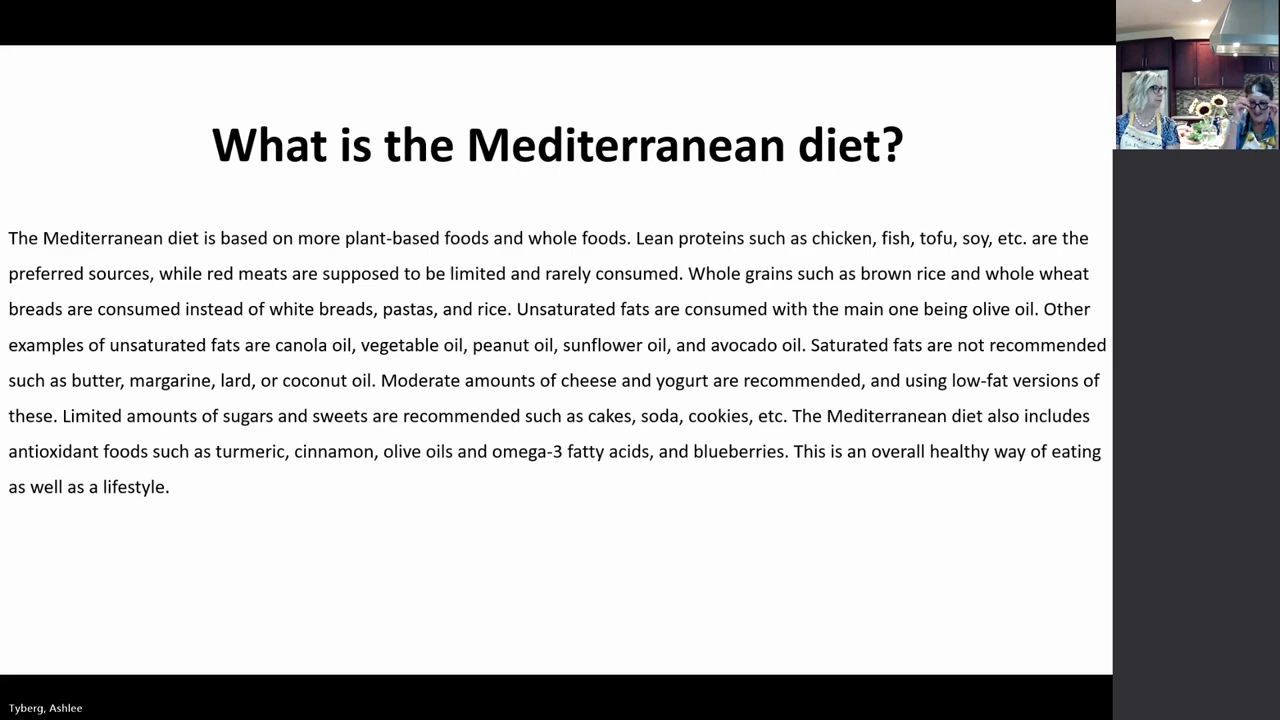 What is the Mediterranean diet?
The Mediterranean diet is based on more plant-based foods and whole foods. Lean proteins such as chicken, fish, tofu, soy, etc. are the
preferred sources, while red meats are supposed to be limited and rarely consumed. Whole grains such as brown rice and whole wheat
breads are consumed instead of white breads, pastas, and rice. Unsaturated fats are consumed with the main one being olive oil. Other
examples of unsaturated fats are canola oil, vegetable oil, peanut oil, sunflower oil, and avocado oil. Saturated fats are not recommended
such as butter, margarine, lard, or coconut oil. Moderate amounts of cheese and yogurt are recommended, and using low-fat versions of
these. Limited amounts of sugars and sweets are recommended such as cakes, soda, cookies, etc. The Mediterranean diet also includes
antioxidant foods such as turmeric, cinnamon, olive oils and omega-3 fatty acids, and blueberries. This is an overall healthy way of eating
as well as a lifestyle.
Tyberg, Ashlee